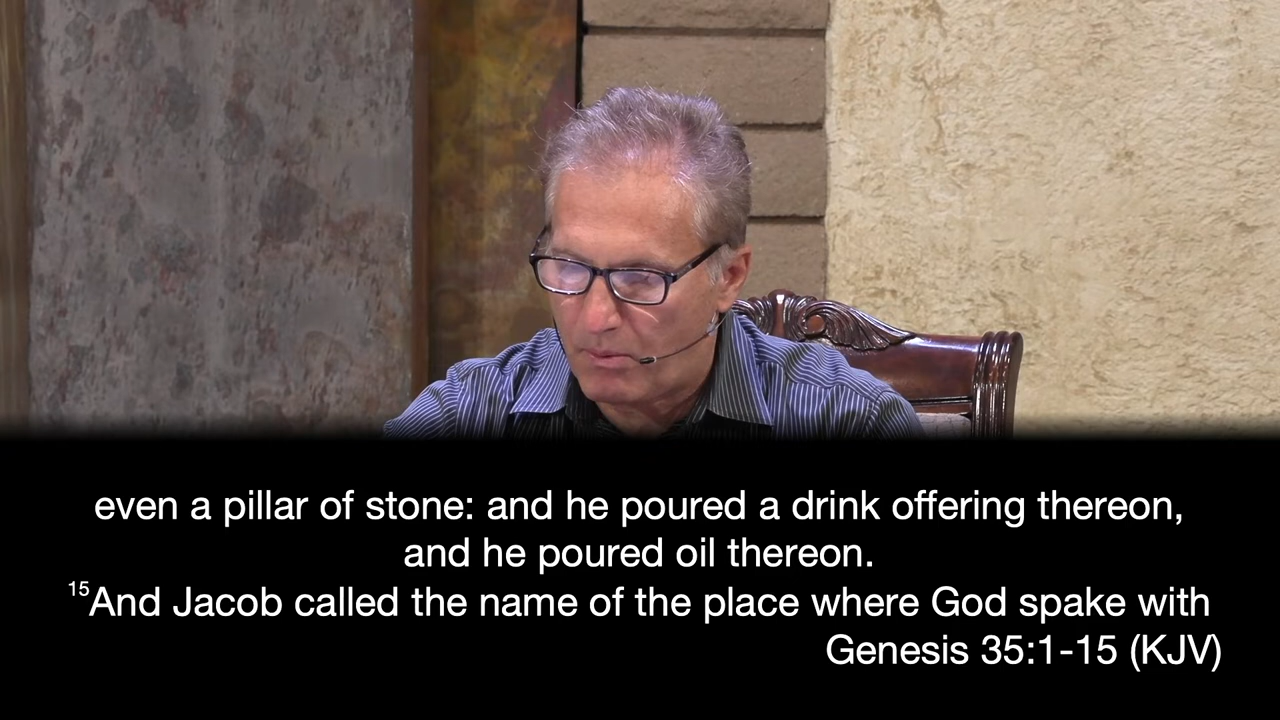 even a pillar of stone: and he poured a drink offering thereon,
and he poured oil thereon.
15And Jacob called the name of the place where God spake with
Genesis 35:1-15 (KJV)